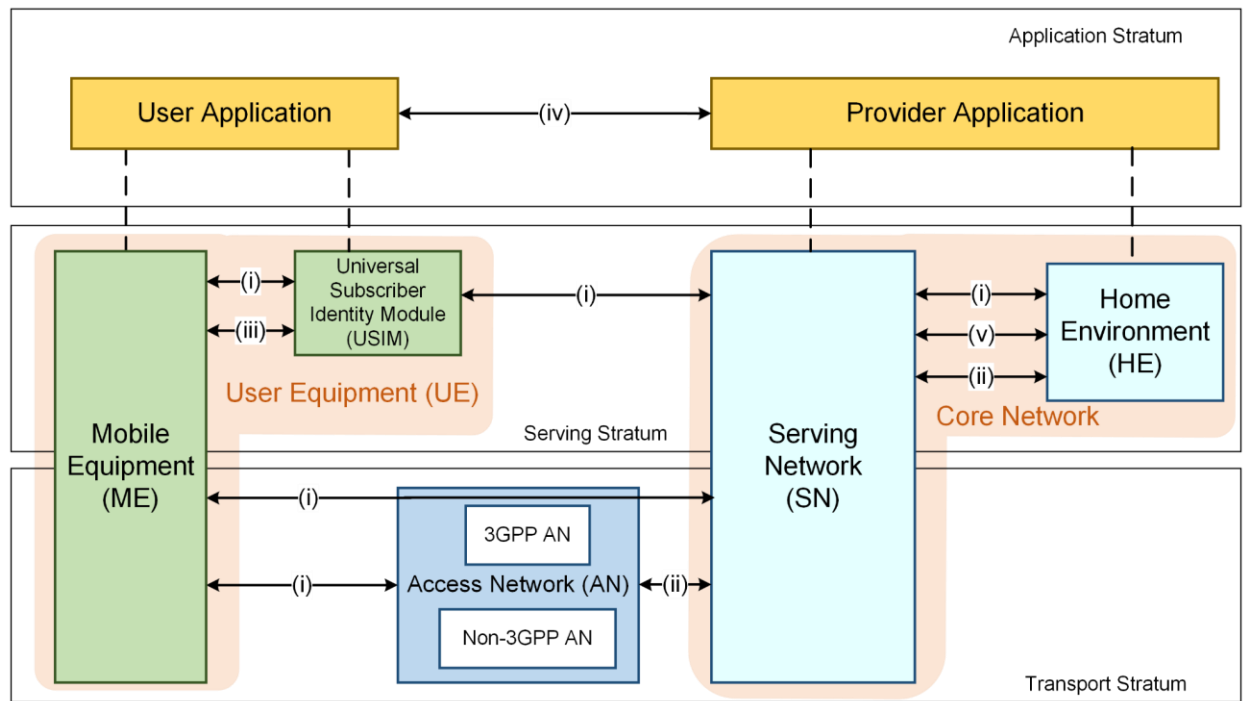 Application Stratum
User Application
(iv)
Provider Application
(i)
Universal
Subscriber
Identity Module
(USIM)
(iii)
(i)
(i)
(v)
(ii)
Home
Environment
(HE)
User Equipment (UE)
Core Network
Mobile
Equipment
(ME)
Serving Stratum
Serving
Network
(SN)
(i)
3GPP AN
(i)
Access Network (AN)
(ii)
Non-3GPP AN
Transport Stratum